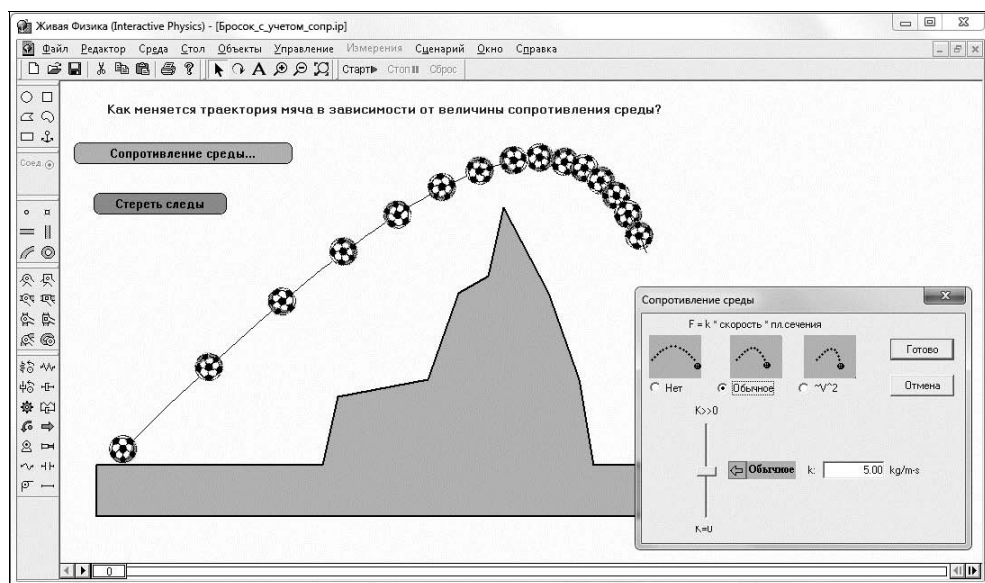 Живая Физика (Interactive Physics) - [Бросок_с_учетом_сопр.ip]
Файл Редактор Среда Стол Объекты Управление Измерения Сценарий Окно Справка
Старт Стоп Сброс
Как меняется траектория мяча в зависимости от величины сопротивления среды?
Сопротивление среды...
Соед.
Стереть следы
Сопротивление среды
F = k * скорость * пл.сечения
Готово
Нет Обычное ~V^2
Отмена
K>>0
Обычное k: 5.00 kg/m-s
K=0
0